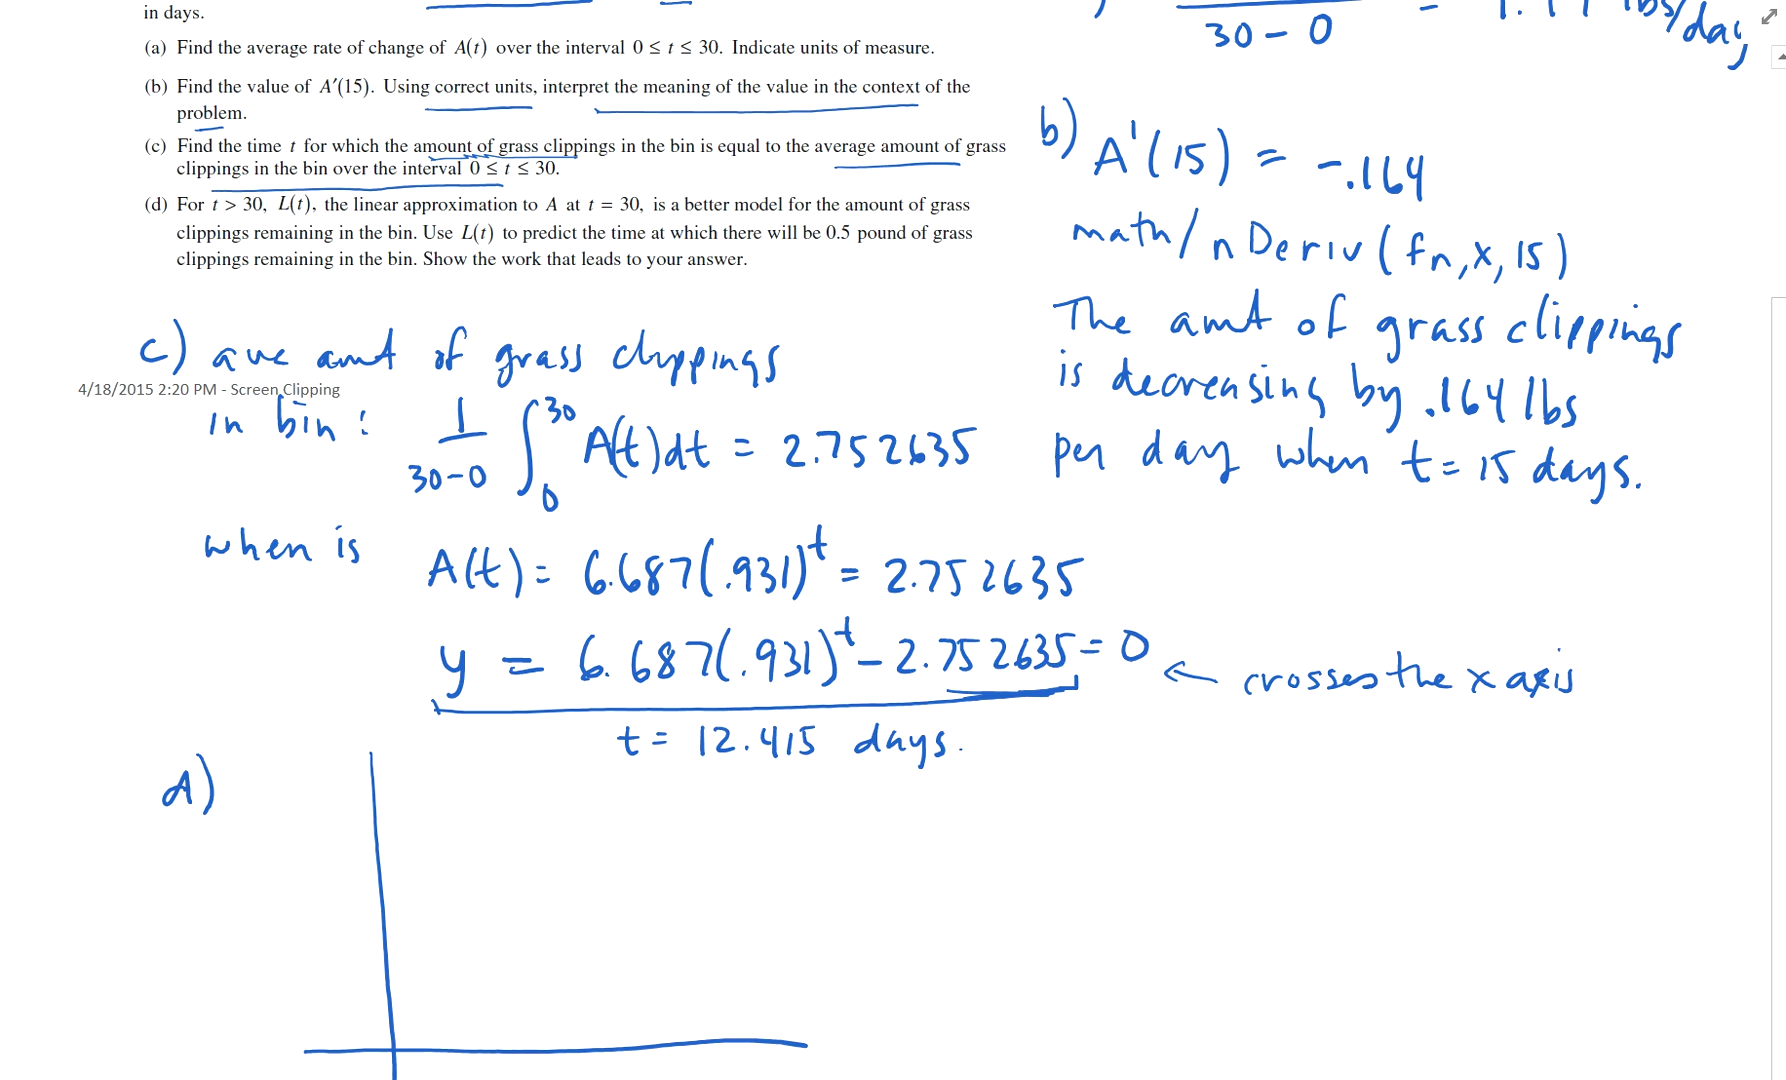 in days.
(a) Find the average rate of change of A(t) over the interval 0 ≤ t ≤ 30. Indicate units of measure.
(b) Find the value of A′(15). Using correct units, interpret the meaning of the value in the context of the
problem.
(c) Find the time t for which the amount of grass clippings in the bin is equal to the average amount of grass
clippings in the bin over the interval 0 ≤ t ≤ 30.
(d) For t > 30, L(t), the linear approximation to A at t = 30, is a better model for the amount of grass
clippings remaining in the bin. Use L(t) to predict the time at which there will be 0.5 pound of grass
clippings remaining in the bin. Show the work that leads to your answer.
30 - 0
lbs/day
b) A'(15) = -.164
math/nDeriv(fn,x,15)
The amt of grass clippings
is decreasing by .164 lbs
per day when t = 15 days.
c) ave amt of grass clippings
4/18/2015 2:20 PM - Screen Clipping
in bin: 1/(30-0) ∫₀³⁰ A(t)dt = 2.752635
when is A(t) = 6.687(.931)^t = 2.752635
y = 6.687(.931)^t - 2.752635 = 0 ← crosses the x axis
t = 12.415 days.
d)